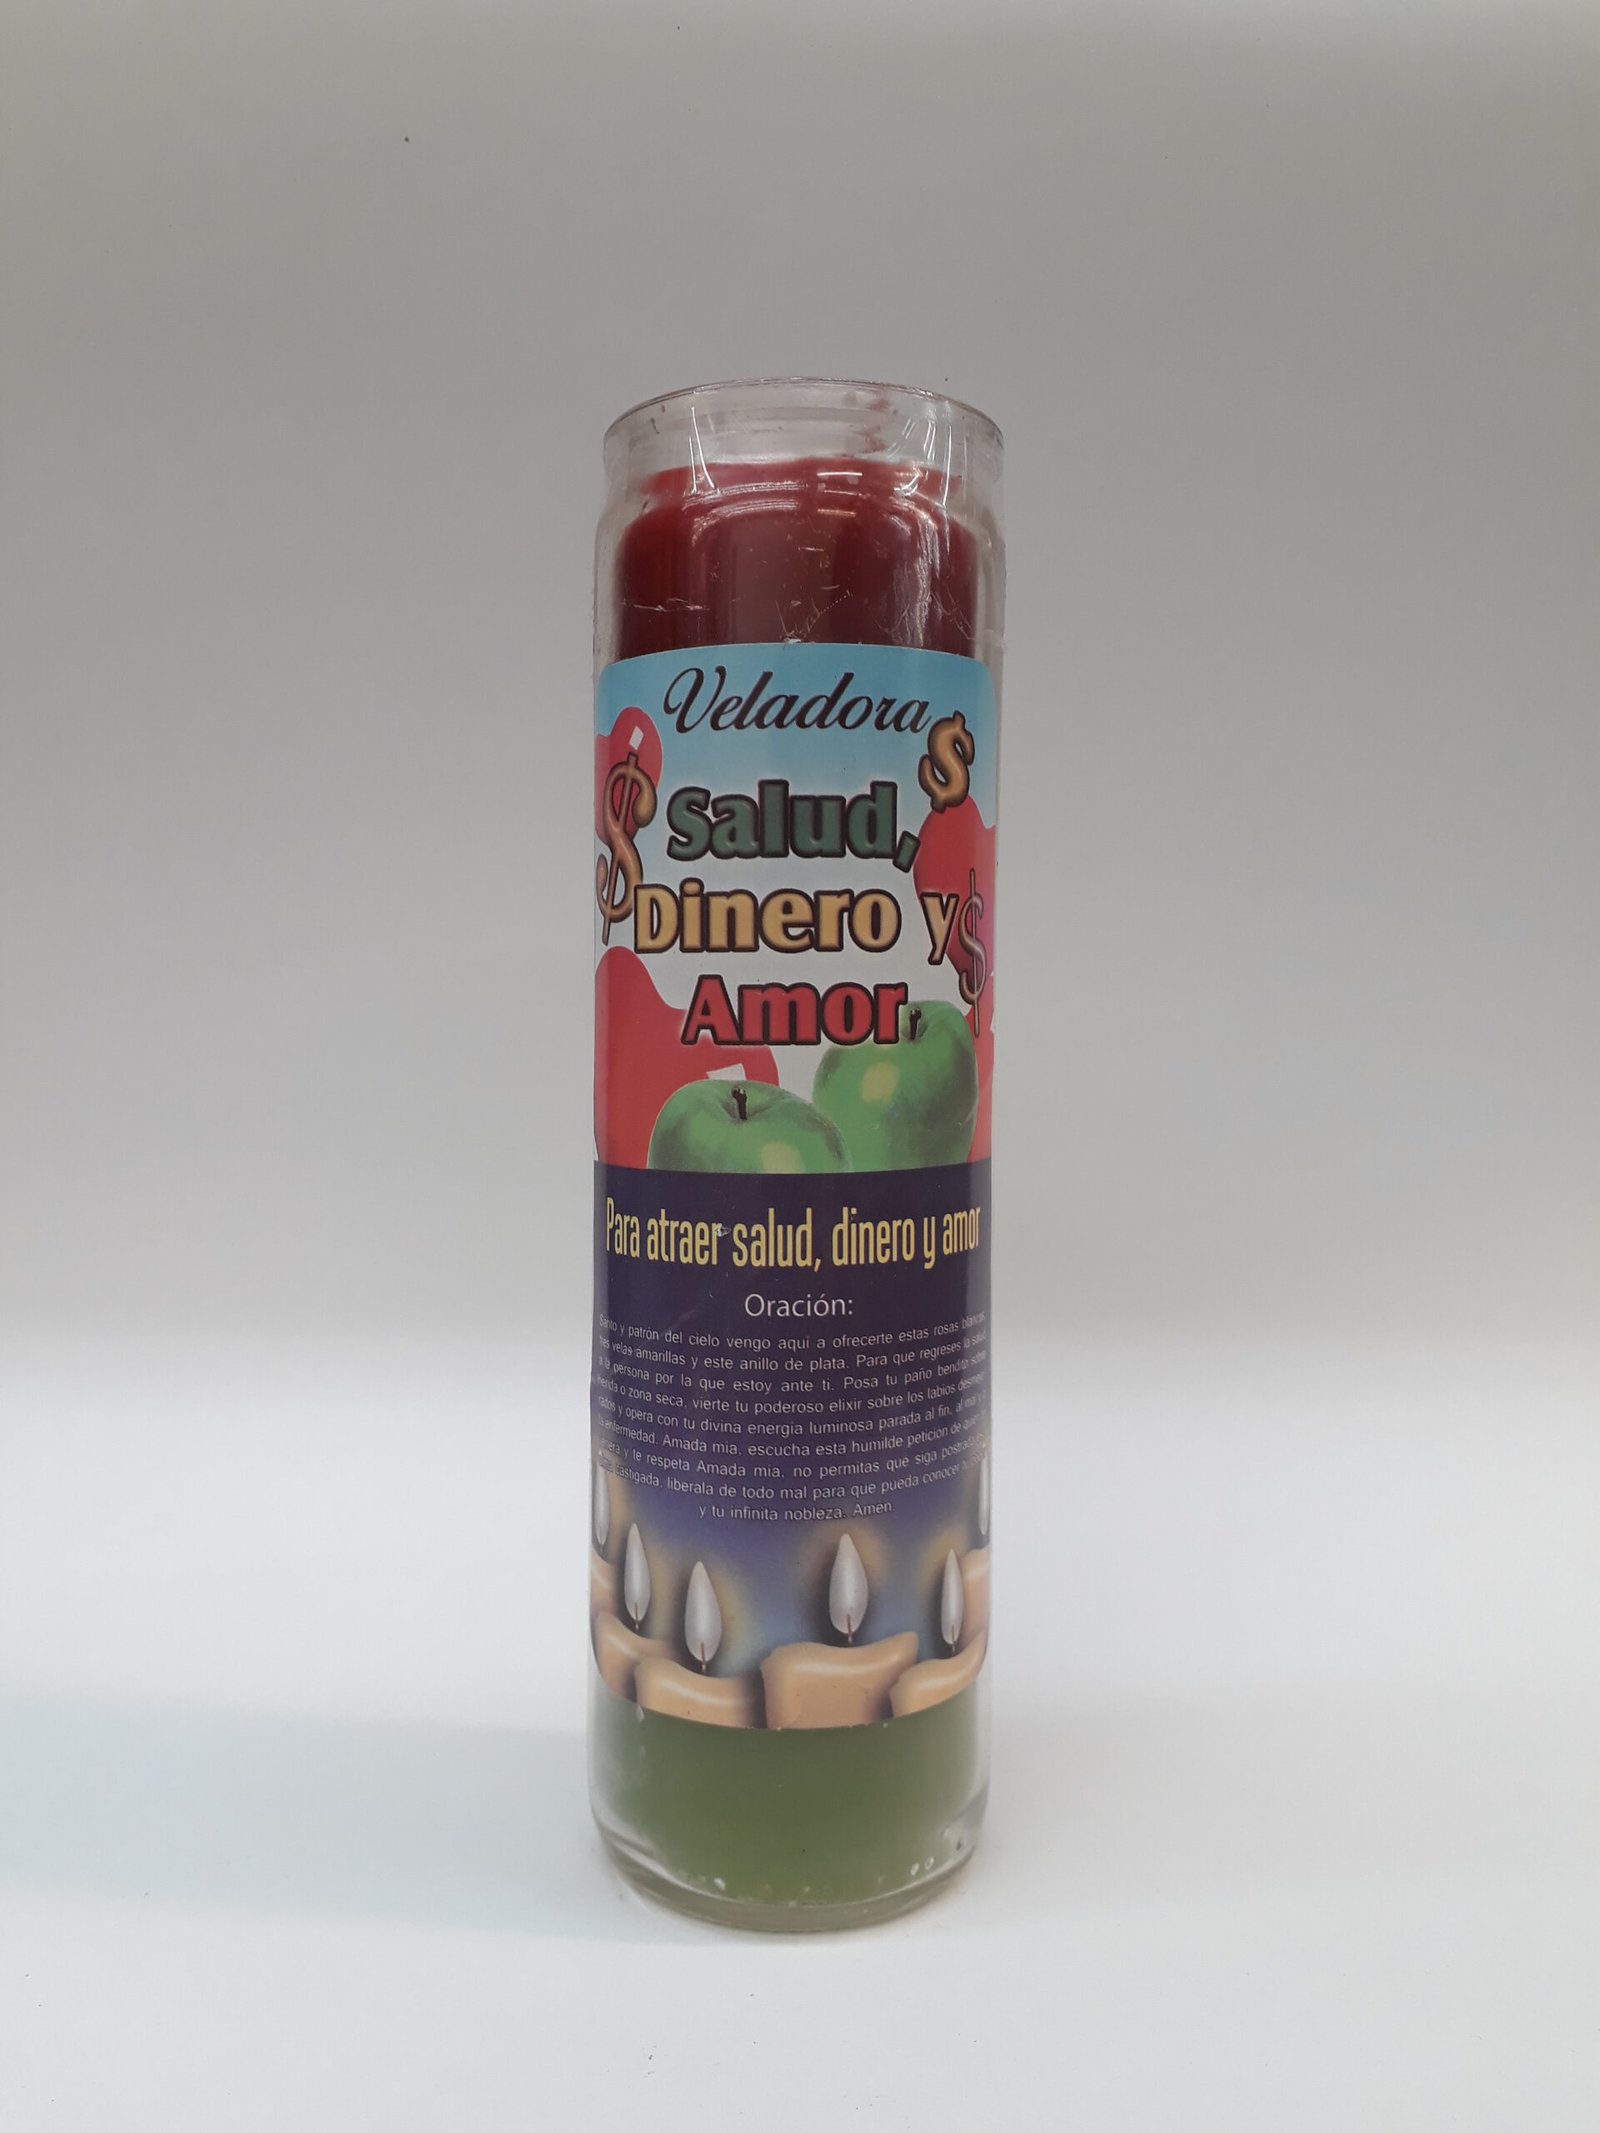 Veladora
Salud,
Dinero y
Amor
Para atraer salud, dinero y amor
Oración:
Santo y patrón del cielo vengo aqui a ofrecerte estas rosas blancas
tres velas amarillas y este anillo de plata. Para que regreses la salud
a la persona por la que estoy ante ti. Posa tu paño bendito sobre
herida o zona seca, vierte tu poderoso elixir sobre los labios
y opera con tu divina energia luminosa parada al fin, al mal y
la enfermedad. Amada mia, escucha esta humilde peticion de quien
y te respeta Amada mia, no permitas que siga postrada
castigada, liberala de todo mal para que pueda conocer
y tu infinita nobleza. Amen.
$
$
$